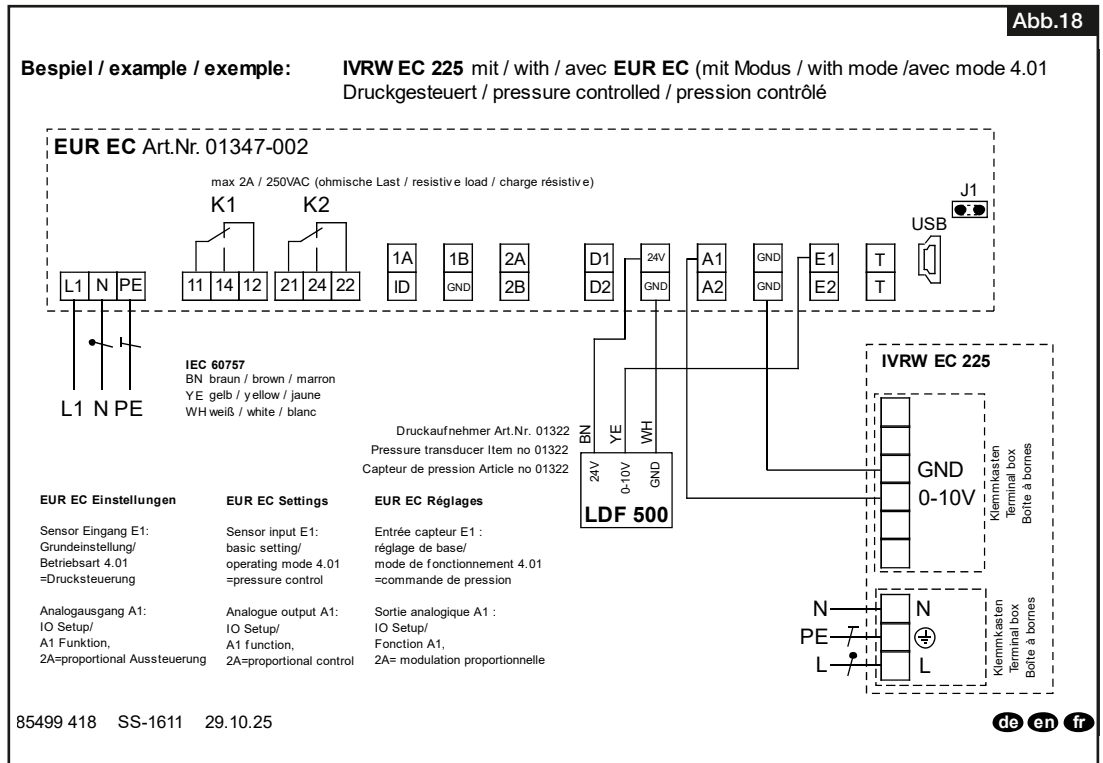 Abb.18
Bespiel / example / exemple: IVRW EC 225 mit / with / avec EUR EC (mit Modus / with mode /avec mode 4.01
Druckgesteuert / pressure controlled / pression contrôlé
EUR EC Art.Nr. 01347-002
max 2A / 250VAC (ohmische Last / resistive load / charge résistive)
K1 K2
J1
USB
1A 1B 2A D1 24V A1 GND E1 T
L1 N PE 11 14 12 21 24 22 ID GND 2B D2 GND A2 GND E2 T
L1 N PE
IEC 60757
BN braun / brown / marron
YE gelb / yellow / jaune
WH weiß / white / blanc
Druckaufnehmer Art.Nr. 01322
Pressure transducer Item no 01322
Capteur de pression Article no 01322
BN YE WH
24V 0-10V GND
LDF 500
IVRW EC 225
GND
0-10V
Klemmkasten
Terminal box
Boîte à bornes
N N
PE
L L
Klemmkasten
Terminal box
Boîte à bornes
EUR EC Einstellungen
Sensor Eingang E1:
Grundeinstellung/
Betriebsart 4.01
=Drucksteuerung
Analogausgang A1:
IO Setup/
A1 Funktion,
2A=proportional Aussteuerung
EUR EC Settings
Sensor input E1:
basic setting/
operating mode 4.01
=pressure control
Analogue output A1:
IO Setup/
A1 function,
2A=proportional control
EUR EC Réglages
Entrée capteur E1 :
réglage de base/
mode de fonctionnement 4.01
=commande de pression
Sortie analogique A1 :
IO Setup/
Fonction A1,
2A= modulation proportionnelle
85499 418 SS-1611 29.10.25
de en fr